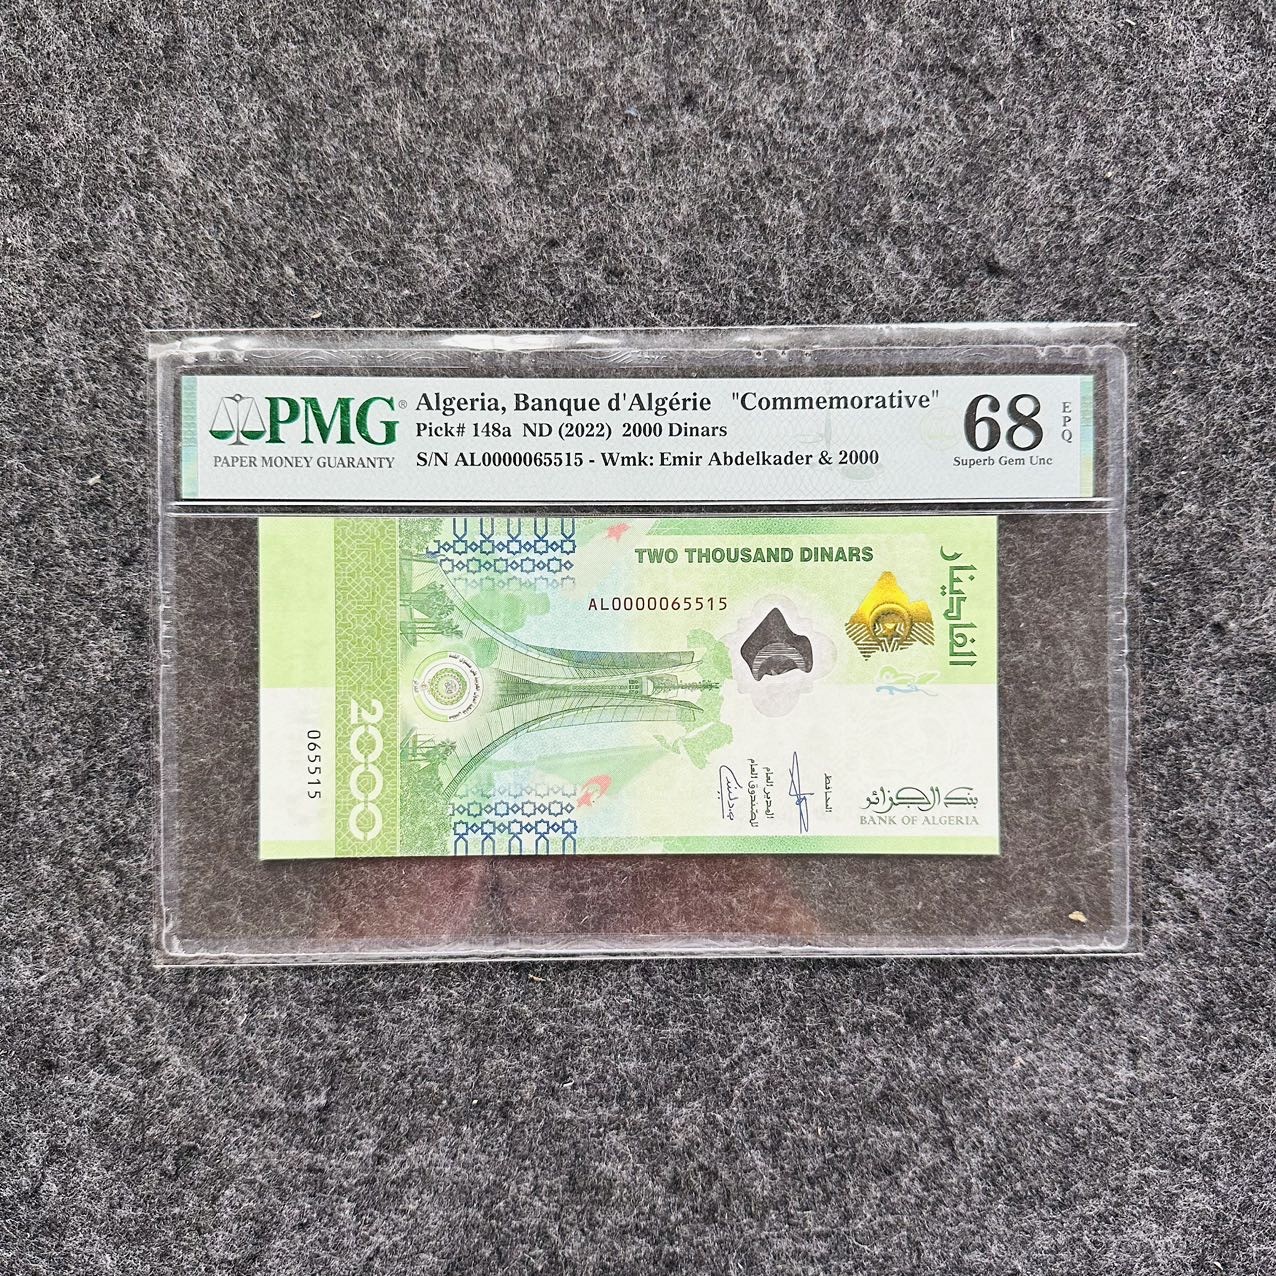 PMG®
PAPER MONEY GUARANTY
Algeria, Banque d'Algérie "Commemorative"
Pick# 148a ND (2022) 2000 Dinars
S/N AL0000065515 - Wmk: Emir Abdelkader & 2000
68
EPQ
Superb Gem Unc
TWO THOUSAND DINARS
AL0000065515
ألفا دينار
2000
065515
المحافظ
المدير العام
للصندوق العام
بنك الجزائر
BANK OF ALGERIA